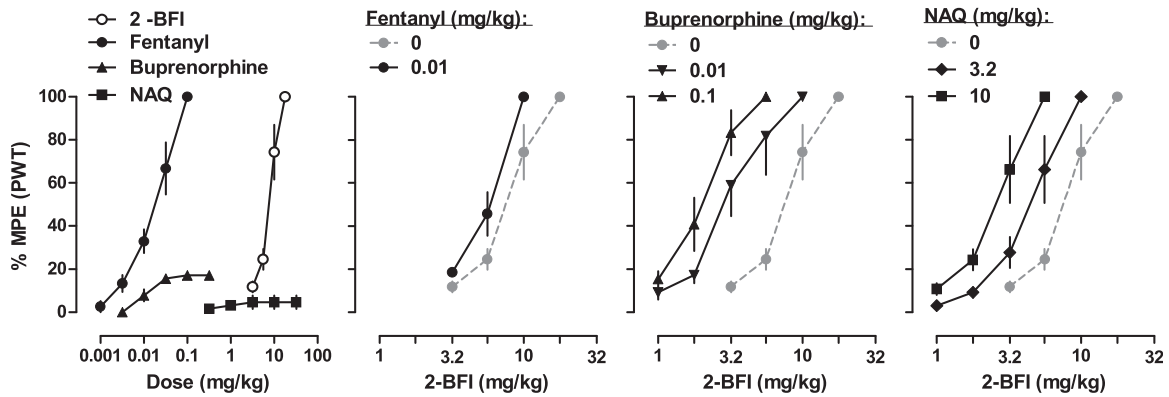 2 -BFI
Fentanyl
Buprenorphine
NAQ
% MPE (PWT)
100
80
60
40
20
0
0.001 0.01 0.1 1 10 100
Dose (mg/kg)
Fentanyl (mg/kg):
0
0.01
1 3.2 10 32
2-BFI (mg/kg)
Buprenorphine (mg/kg):
0
0.01
0.1
1 3.2 10 32
2-BFI (mg/kg)
NAQ (mg/kg):
0
3.2
10
1 3.2 10 32
2-BFI (mg/kg)